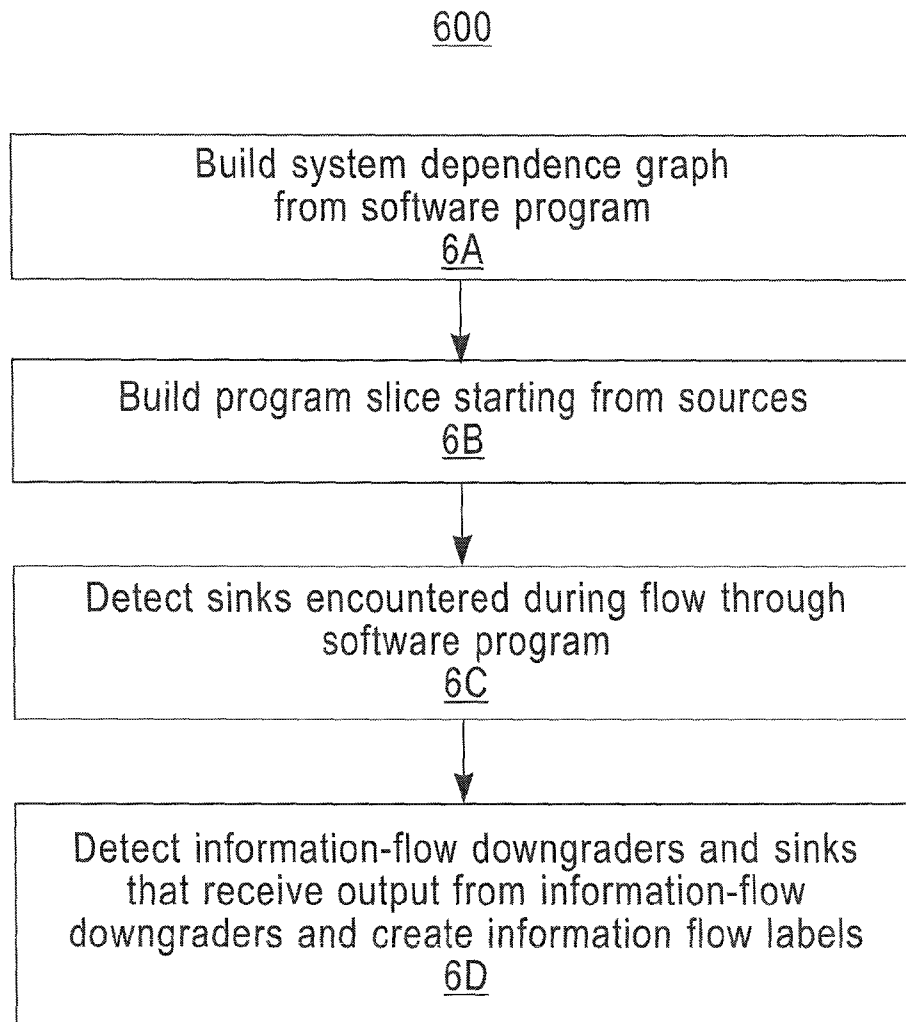 600
Build system dependence graph
from software program
6A
Build program slice starting from sources
6B
Detect sinks encountered during flow through
software program
6C
Detect information-flow downgraders and sinks
that receive output from information-flow
downgraders and create information flow labels
6D